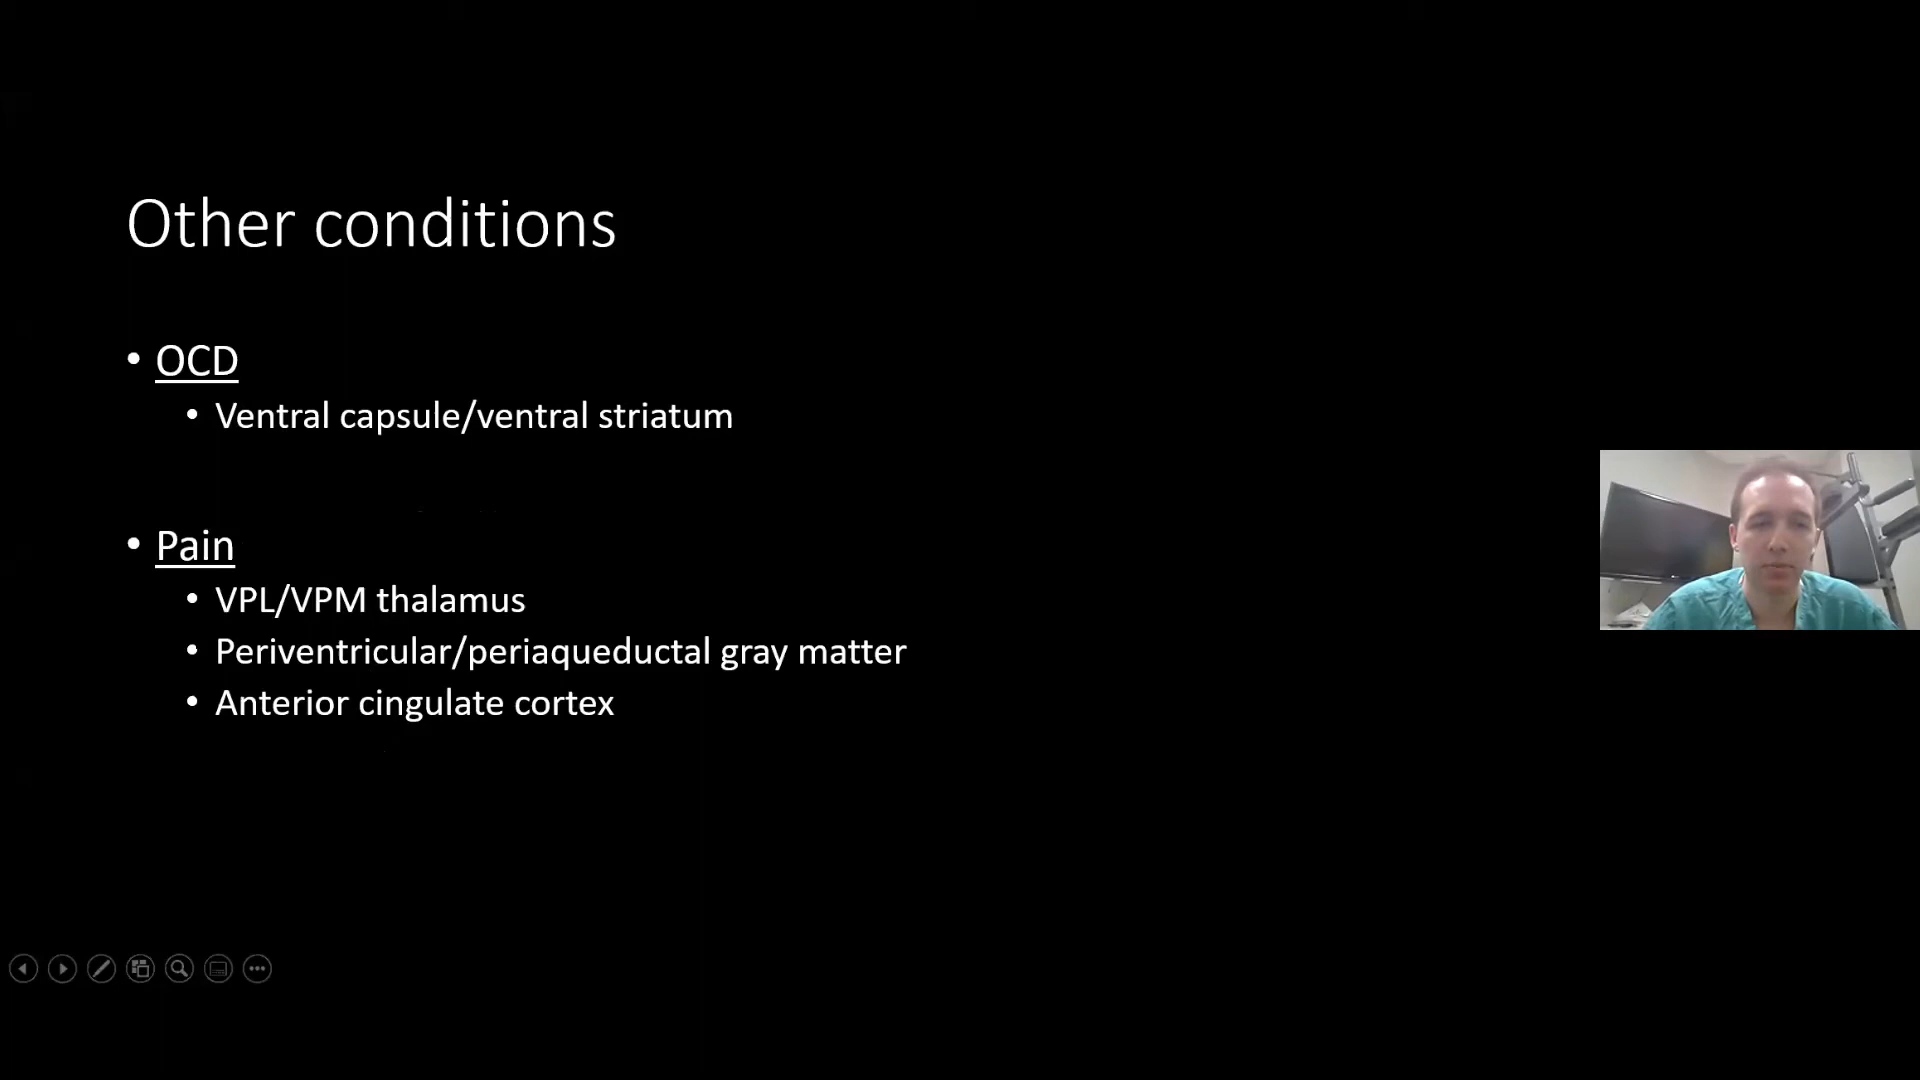 Other conditions
• OCD
• Ventral capsule/ventral striatum
• Pain
• VPL/VPM thalamus
• Periventricular/periaqueductal gray matter
• Anterior cingulate cortex